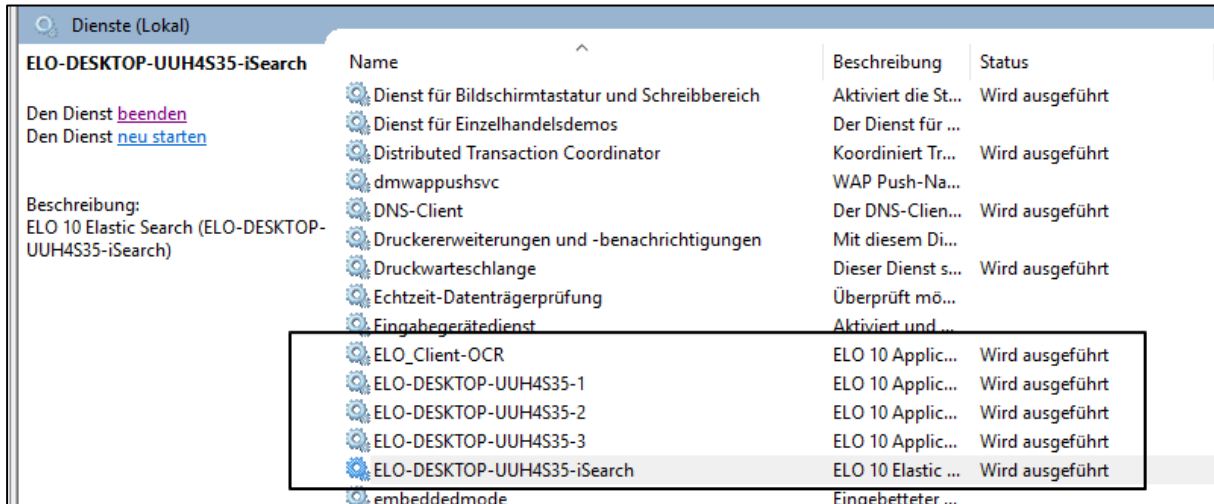 Dienste (Lokal)
ELO-DESKTOP-UUH4S35-iSearch
Den Dienst beenden
Den Dienst neu starten
Beschreibung:
ELO 10 Elastic Search (ELO-DESKTOP-
UUH4S35-iSearch)
Name Beschreibung Status
Dienst für Bildschirmtastatur und Schreibbereich Aktiviert die St... Wird ausgeführt
Dienst für Einzelhandelsdemos Der Dienst für ...
Distributed Transaction Coordinator Koordiniert Tr... Wird ausgeführt
dmwappushsvc WAP Push-Na...
DNS-Client Der DNS-Clien... Wird ausgeführt
Druckererweiterungen und -benachrichtigungen Mit diesem Di...
Druckwarteschlange Dieser Dienst s... Wird ausgeführt
Echtzeit-Datenträgerprüfung Überprüft mö...
Eingabegerätedienst Aktiviert und ...
ELO_Client-OCR ELO 10 Applic... Wird ausgeführt
ELO-DESKTOP-UUH4S35-1 ELO 10 Applic... Wird ausgeführt
ELO-DESKTOP-UUH4S35-2 ELO 10 Applic... Wird ausgeführt
ELO-DESKTOP-UUH4S35-3 ELO 10 Applic... Wird ausgeführt
ELO-DESKTOP-UUH4S35-iSearch ELO 10 Elastic ... Wird ausgeführt
embeddedmode Eingebetteter ...